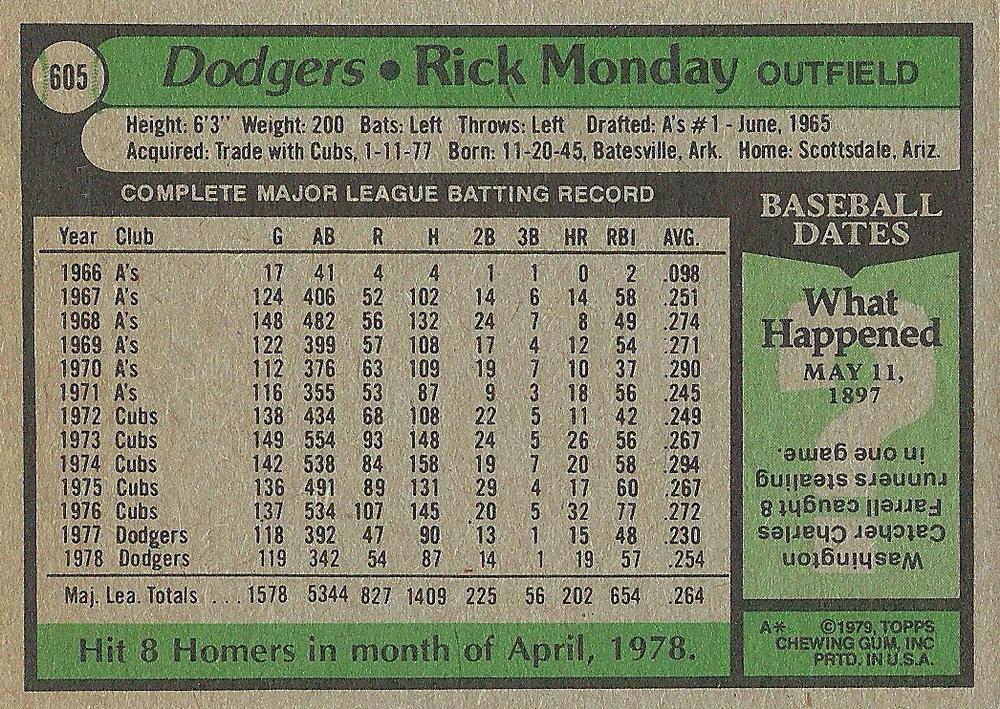 605
Dodgers • Rick Monday OUTFIELD
Height: 6'3" Weight: 200 Bats: Left Throws: Left Drafted: A's #1 - June, 1965
Acquired: Trade with Cubs, 1-11-77 Born: 11-20-45, Batesville, Ark. Home: Scottsdale, Ariz.
COMPLETE MAJOR LEAGUE BATTING RECORD
Year Club G AB R H 2B 3B HR RBI AVG.
1966 A's 17 41 4 4 1 1 0 2 .098
1967 A's 124 406 52 102 14 6 14 58 .251
1968 A's 148 482 56 132 24 7 8 49 .274
1969 A's 122 399 57 108 17 4 12 54 .271
1970 A's 112 376 63 109 19 7 10 37 .290
1971 A's 116 355 53 87 9 3 18 56 .245
1972 Cubs 138 434 68 108 22 5 11 42 .249
1973 Cubs 149 554 93 148 24 5 26 56 .267
1974 Cubs 142 538 84 158 19 7 20 58 .294
1975 Cubs 136 491 89 131 29 4 17 60 .267
1976 Cubs 137 534 107 145 20 5 32 77 .272
1977 Dodgers 118 392 47 90 13 1 15 48 .230
1978 Dodgers 119 342 54 87 14 1 19 57 .254
Maj. Lea. Totals ... 1578 5344 827 1409 225 56 202 654 .264
Hit 8 Homers in month of April, 1978.
BASEBALL
DATES
What
Happened
MAY 11,
1897
?
Washington
Catcher Charles
Farrell caught 8
runners stealing
in one game.
A* ©1979, TOPPS
CHEWING GUM, INC
PRTD. IN U.S.A.